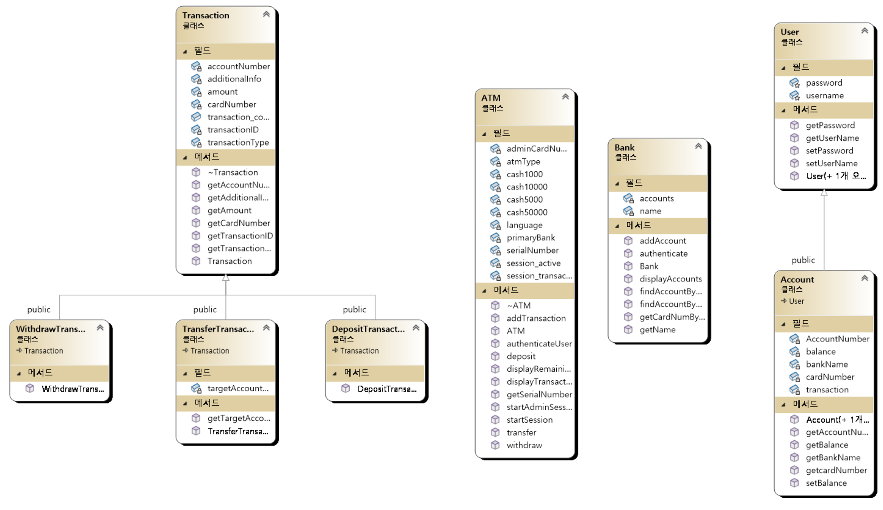 Transaction
클래스
필드
accountNumber
additionalInfo
amount
cardNumber
transaction_co...
transactionID
transactionType
메서드
~Transaction
getAccountNu...
getAdditionalI...
getAmount
getCardNumber
getTransactionID
getTransaction...
Transaction
public
public
public
WithdrawTrans...
클래스
Transaction
메서드
WithdrawTrans...
TransferTransac...
클래스
Transaction
필드
targetAccount...
메서드
getTargetAcco...
TransferTransa...
DepositTransact...
클래스
Transaction
메서드
DepositTransa...
ATM
클래스
필드
adminCardNu...
atmType
cash1000
cash10000
cash5000
cash50000
language
primaryBank
serialNumber
session_active
session_transac...
메서드
~ATM
addTransaction
ATM
authenticateUser
deposit
displayRemaini...
displayTransact...
getSerialNumber
startAdminSess...
startSession
transfer
withdraw
Bank
클래스
필드
accounts
name
메서드
addAccount
authenticate
Bank
displayAccounts
findAccountBy...
findAccountBy...
getCardNumBy...
getName
User
클래스
필드
password
username
메서드
getPassword
getUserName
setPassword
setUserName
User(+ 1개 오...
public
Account
클래스
User
필드
AccountNumber
balance
bankName
cardNumber
transaction
메서드
Account(+ 1개...
getAccountNu...
getBalance
getBankName
getcardNumber
setBalance